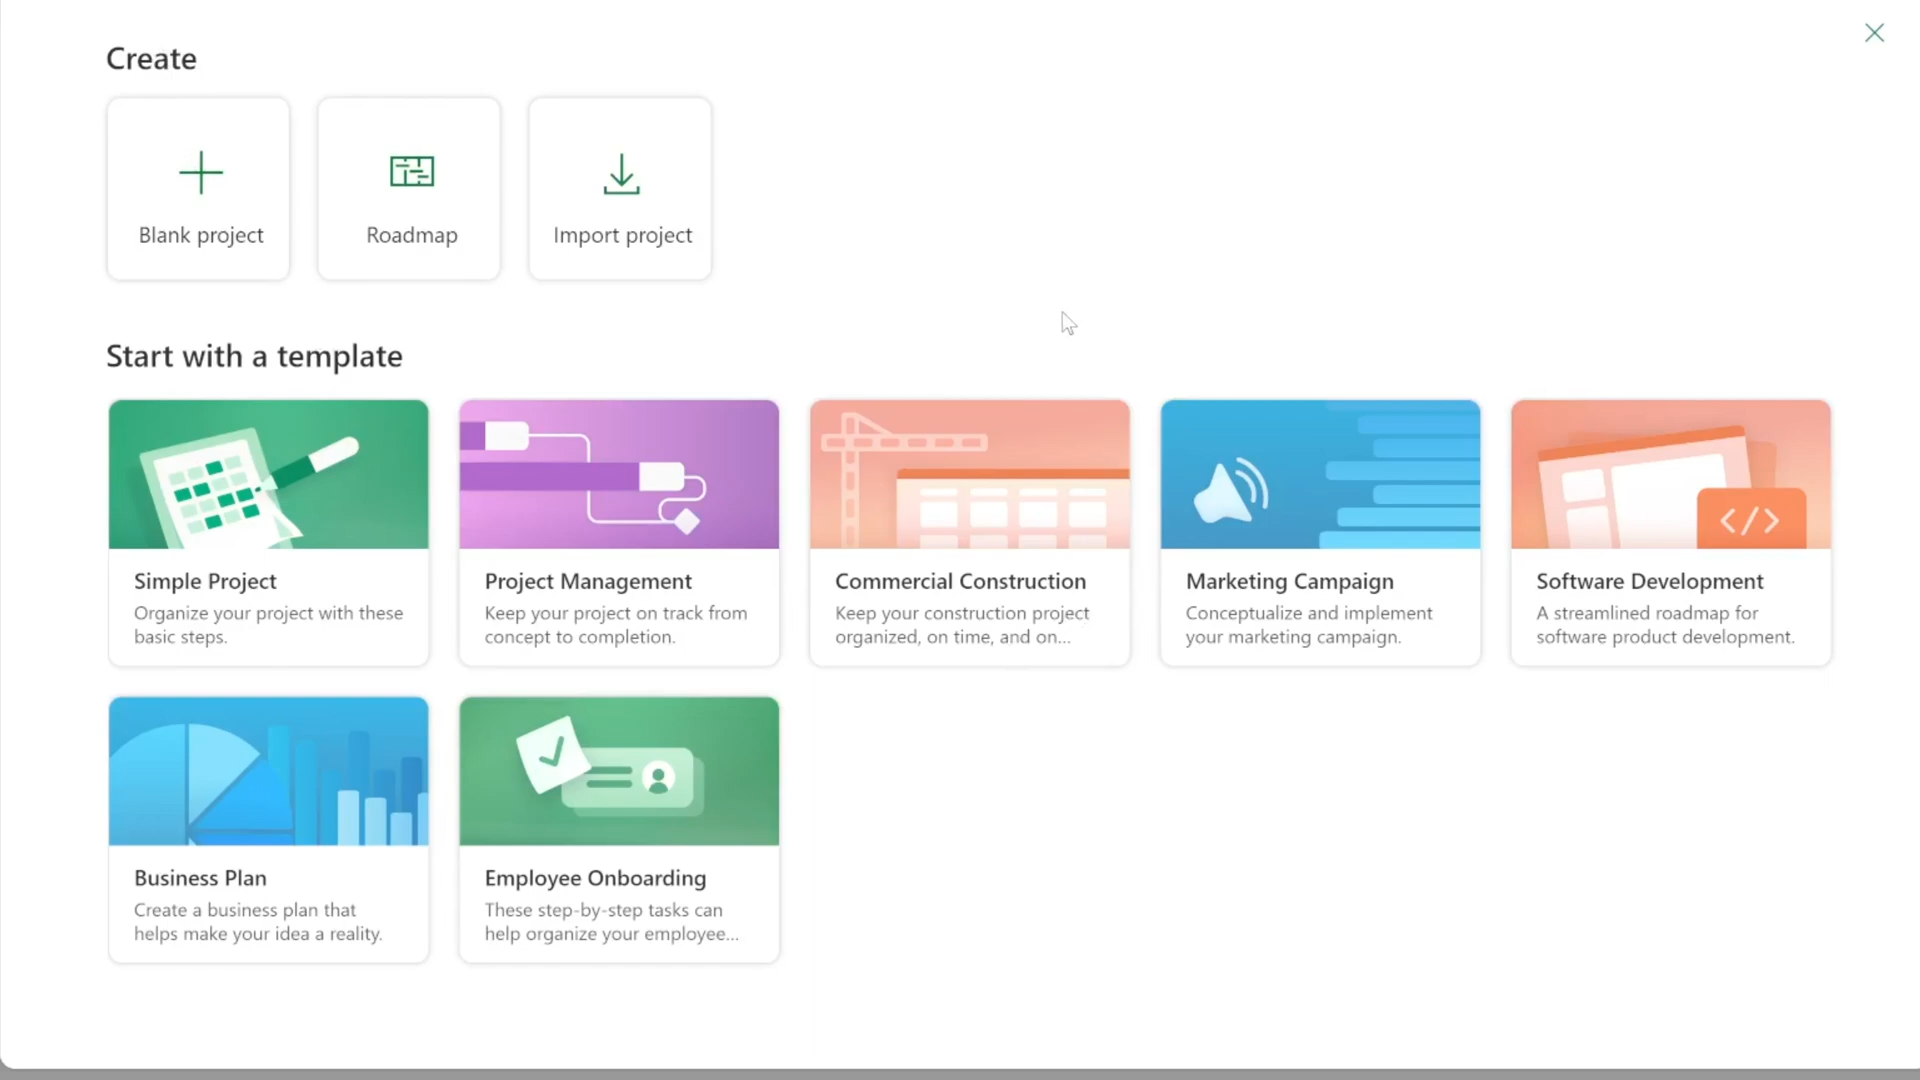 Create
Blank project
Roadmap
Import project
Start with a template
Simple Project
Organize your project with these
basic steps.
Project Management
Keep your project on track from
concept to completion.
Commercial Construction
Keep your construction project
organized, on time, and on...
Marketing Campaign
Conceptualize and implement
your marketing campaign.
Software Development
A streamlined roadmap for
software product development.
</>
Business Plan
Create a business plan that
helps make your idea a reality.
Employee Onboarding
These step-by-step tasks can
help organize your employee...